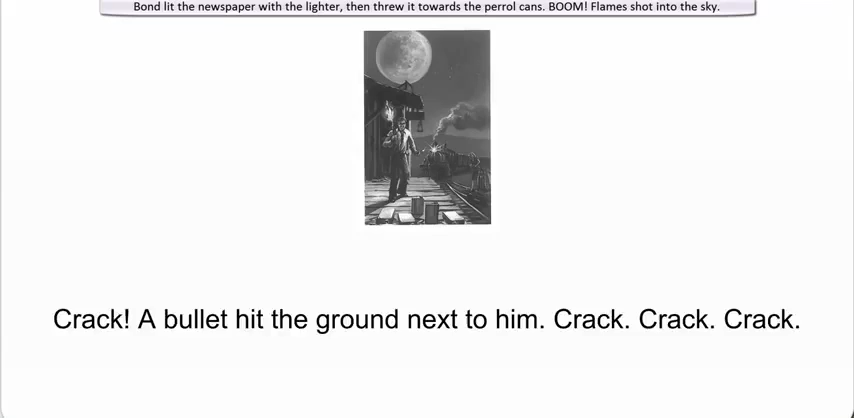 Bond lit the newspaper with the lighter, then threw it towards the perrol cans. BOOM! Flames shot into the sky.
Crack! A bullet hit the ground next to him. Crack. Crack. Crack.